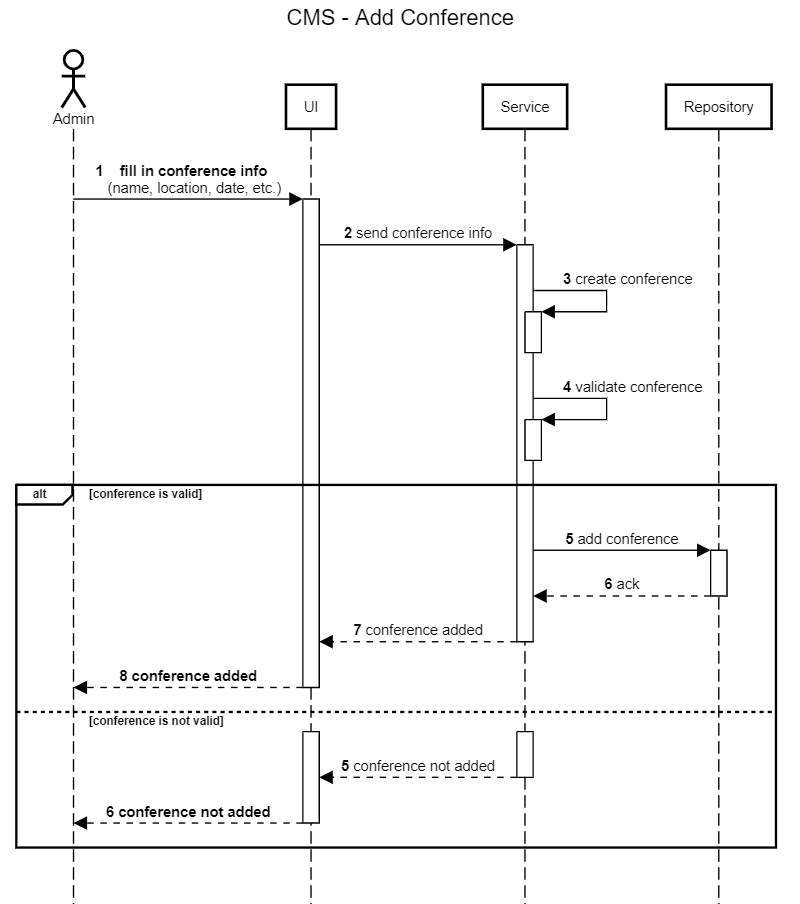 CMS - Add Conference
Admin
UI
Service
Repository
1 fill in conference info
(name, location, date, etc.)
2 send conference info
3 create conference
4 validate conference
alt
[conference is valid]
5 add conference
6 ack
7 conference added
8 conference added
[conference is not valid]
5 conference not added
6 conference not added